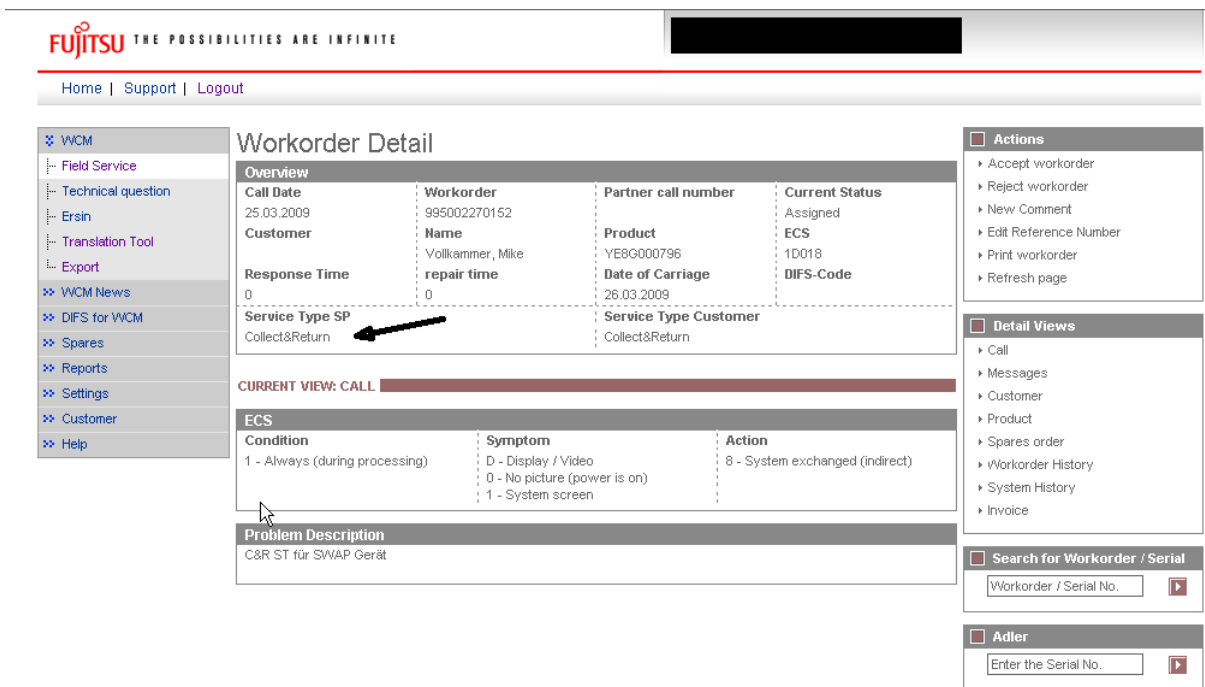 FUJITSU THE POSSIBILITIES ARE INFINITE
Home | Support | Logout
WCM
Field Service
Technical question
Ersin
Translation Tool
Export
WCM News
DIFS for WCM
Spares
Reports
Settings
Customer
Help
Workorder Detail
Overview
Call Date Workorder Partner call number Current Status
25.03.2009 995002270152 Assigned
Customer Name Product ECS
Vollkammer, Mike YE8G000796 1D018
Response Time repair time Date of Carriage DIFS-Code
0 0 26.03.2009
Service Type SP Service Type Customer
Collect&Return Collect&Return
CURRENT VIEW: CALL
ECS
Condition Symptom Action
1 - Always (during processing) D - Display / Video 8 - System exchanged (indirect)
0 - No picture (power is on)
1 - System screen
Problem Description
C&R ST für SWAP Gerät
Actions
Accept workorder
Reject workorder
New Comment
Edit Reference Number
Print workorder
Refresh page
Detail Views
Call
Messages
Customer
Product
Spares order
Workorder History
System History
Invoice
Search for Workorder / Serial
Workorder / Serial No.
Adler
Enter the Serial No.